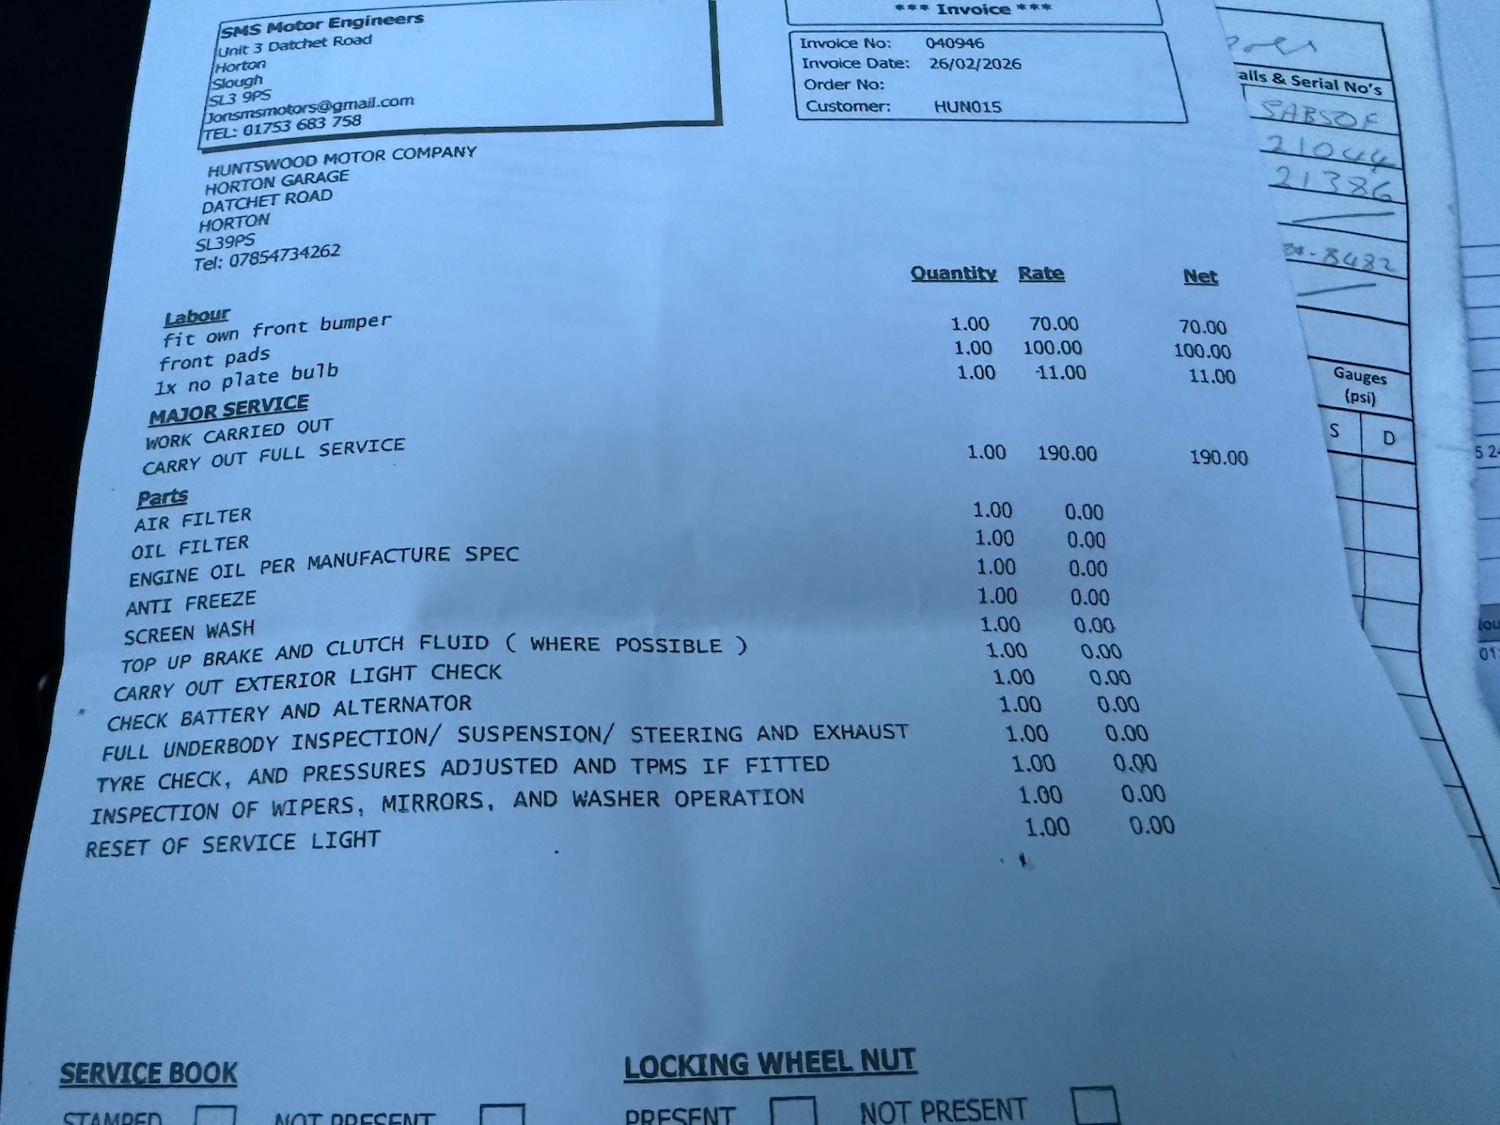 SMS Motor Engineers
Unit 3 Datchet Road
Horton
Slough
SL3 9PS
Jonsmsmotors@gmail.com
TEL: 01753 683 758
*** Invoice ***
Invoice No: 040946
Invoice Date: 26/02/2026
Order No:
Customer: HUN015
HUNTSWOOD MOTOR COMPANY
HORTON GARAGE
DATCHET ROAD
HORTON
SL39PS
Tel: 07854734262
Quantity Rate Net
Labour
fit own front bumper 1.00 70.00 70.00
front pads 1.00 100.00 100.00
1x no plate bulb 1.00 11.00 11.00
MAJOR SERVICE
WORK CARRIED OUT
CARRY OUT FULL SERVICE 1.00 190.00 190.00
Parts
AIR FILTER 1.00 0.00
OIL FILTER 1.00 0.00
ENGINE OIL PER MANUFACTURE SPEC 1.00 0.00
ANTI FREEZE 1.00 0.00
SCREEN WASH 1.00 0.00
TOP UP BRAKE AND CLUTCH FLUID ( WHERE POSSIBLE ) 1.00 0.00
CARRY OUT EXTERIOR LIGHT CHECK 1.00 0.00
CHECK BATTERY AND ALTERNATOR 1.00 0.00
FULL UNDERBODY INSPECTION/ SUSPENSION/ STEERING AND EXHAUST 1.00 0.00
TYRE CHECK, AND PRESSURES ADJUSTED AND TPMS IF FITTED 1.00 0.00
INSPECTION OF WIPERS, MIRRORS, AND WASHER OPERATION 1.00 0.00
RESET OF SERVICE LIGHT 1.00 0.00
SERVICE BOOK
LOCKING WHEEL NUT
STAMPED NOT PRESENT
PRESENT NOT PRESENT
ails & Serial No's
21044
21386
8482
Gauges
(psi)
S D